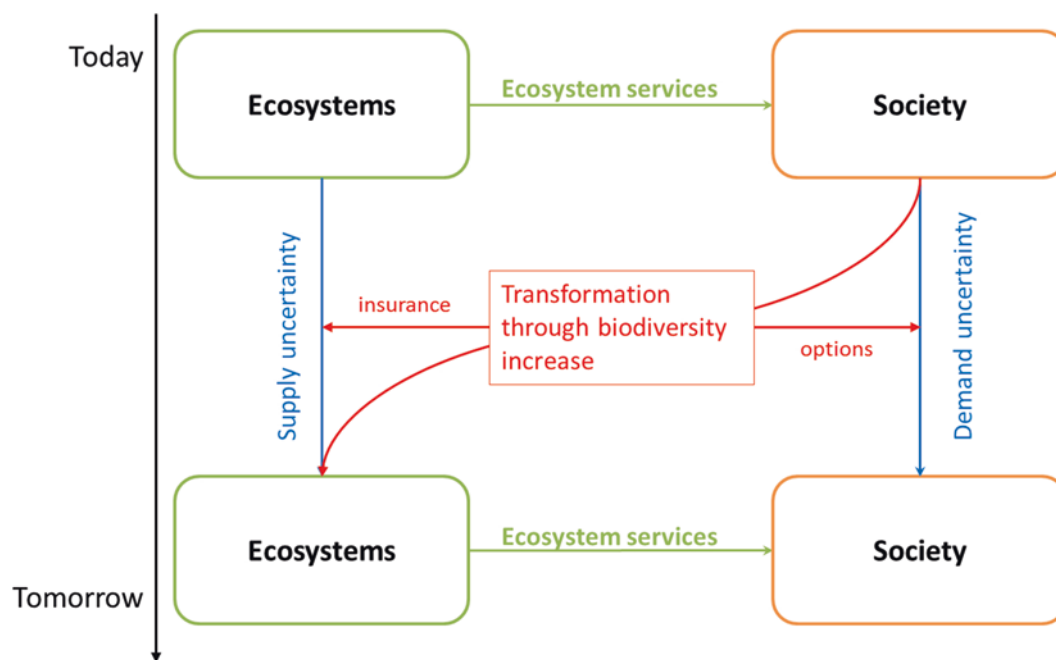 Today
Ecosystems
Ecosystem services
Society
Supply uncertainty
insurance
Transformation
through biodiversity
increase
options
Demand uncertainty
Ecosystems
Ecosystem services
Society
Tomorrow